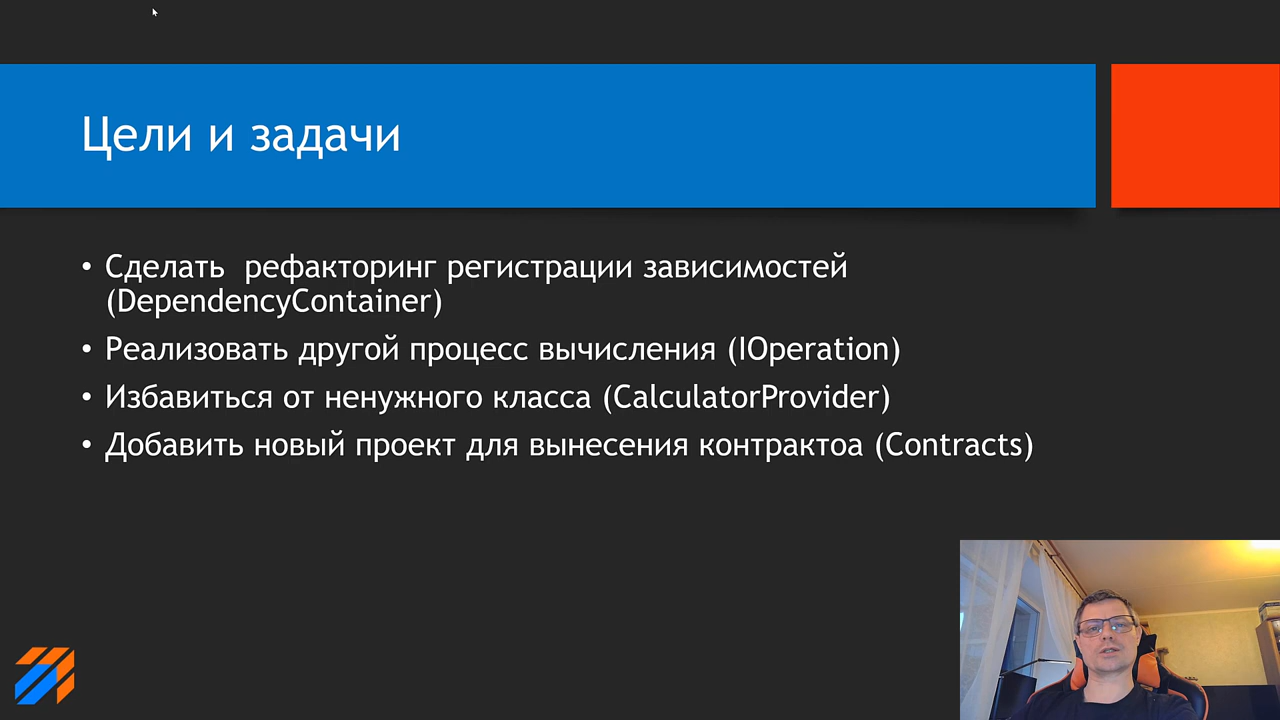 Цели и задачи
• Сделать  рефакторинг регистрации зависимостей
(DependencyContainer)
• Реализовать другой процесс вычисления (IOperation)
• Избавиться от ненужного класса (CalculatorProvider)
• Добавить новый проект для вынесения контрактоа (Contracts)